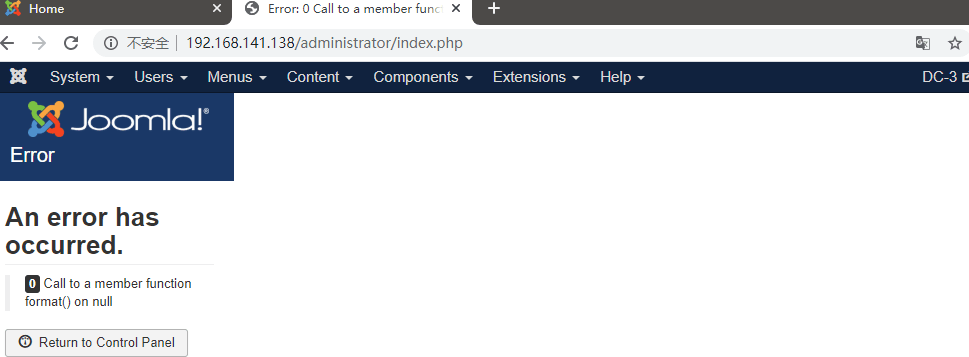 Home
Error: 0 Call to a member funct
不安全 192.168.141.138/administrator/index.php
System Users Menus Content Components Extensions Help DC-3
Joomla!®
Error
An error has
occurred.
0 Call to a member function
format() on null
Return to Control Panel